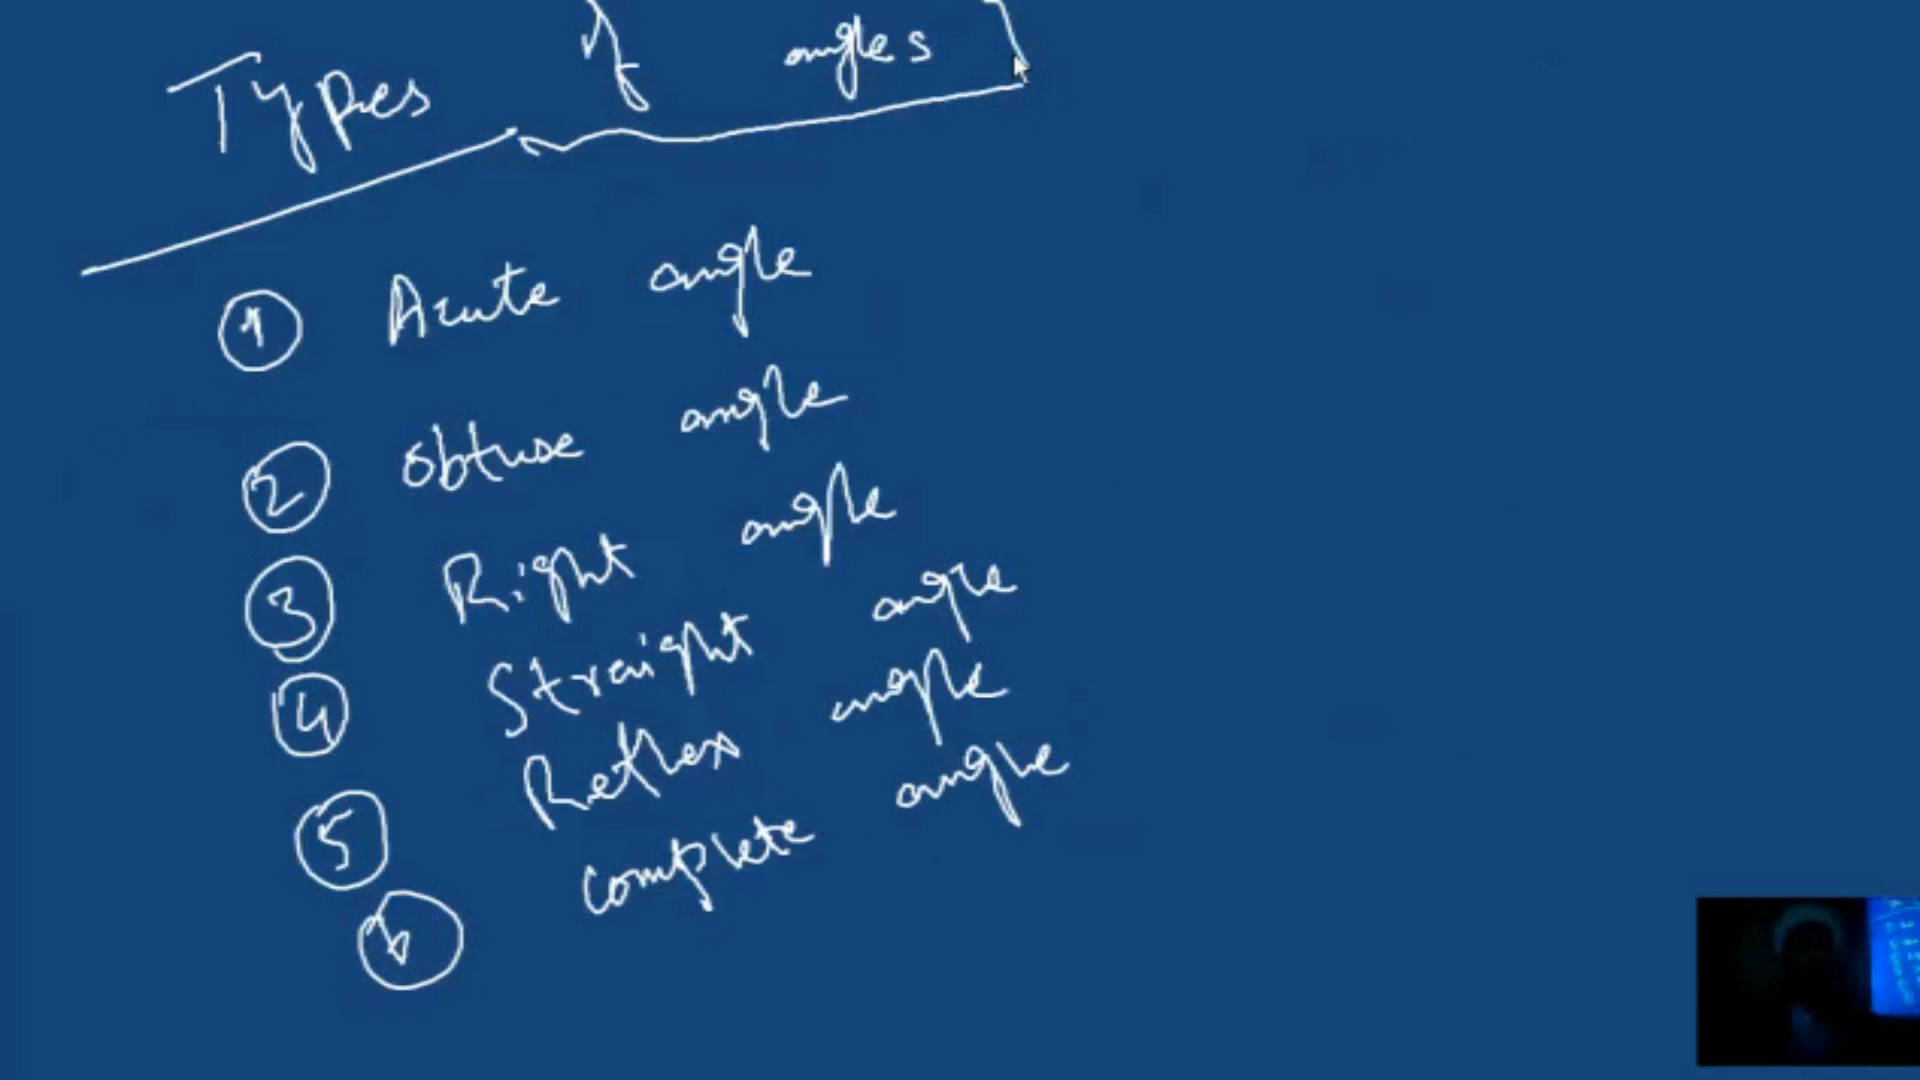 Types of angles
1 Acute angle
2 Obtuse angle
3 Right angle
4 Straight angle
5 Reflex angle
6 complete angle